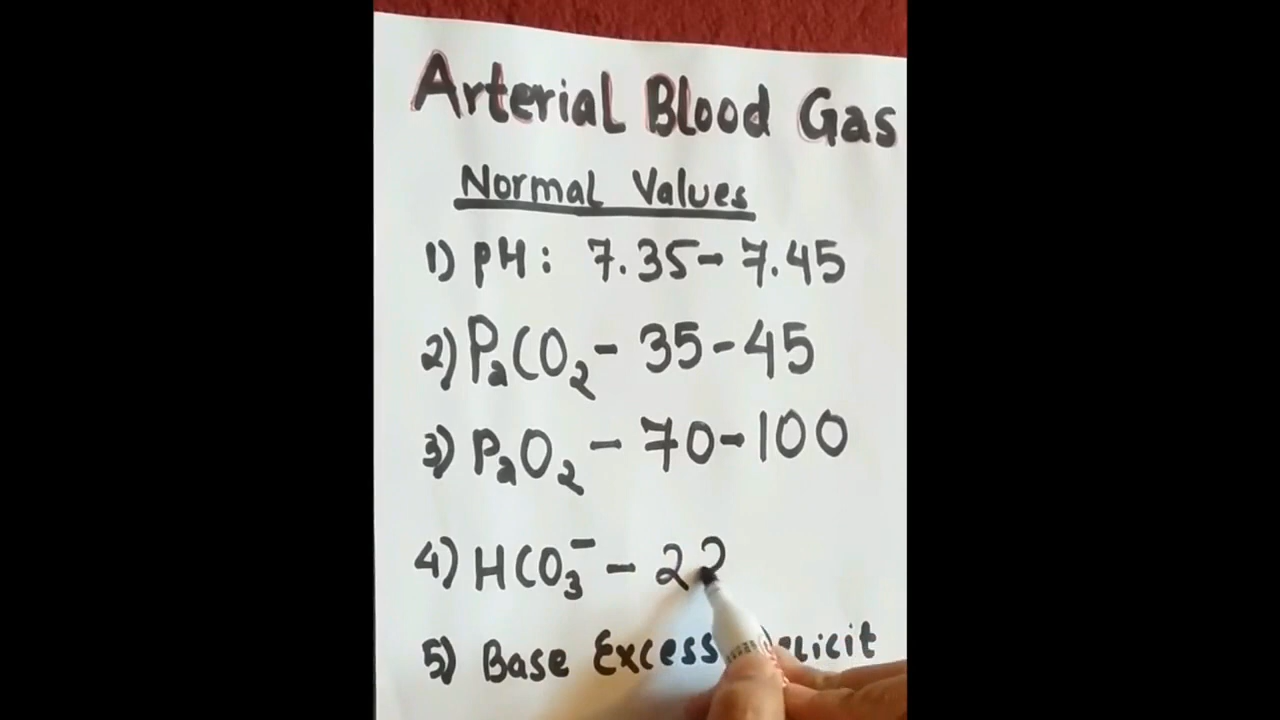 Arterial Blood Gas
Normal Values
1) pH: 7.35-7.45
2) PaCO₂ - 35-45
3) PaO₂ - 70-100
4) HCO₃⁻ - 22
5) Base Excess